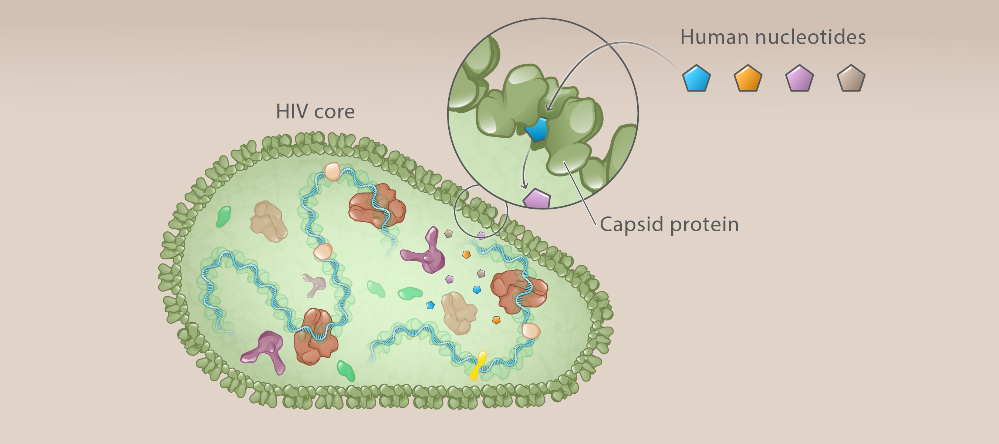 Human nucleotides
HIV core
Capsid protein